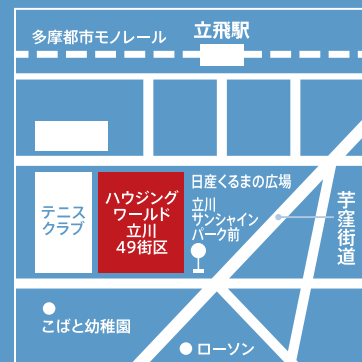 多摩都市モノレール
立飛駅
日産くるまの広場
テニス
クラブ
ハウジング
ワールド
立川
49街区
立川
サンシャイン
パーク前
芋窪街道
こばと幼稚園
ローソン